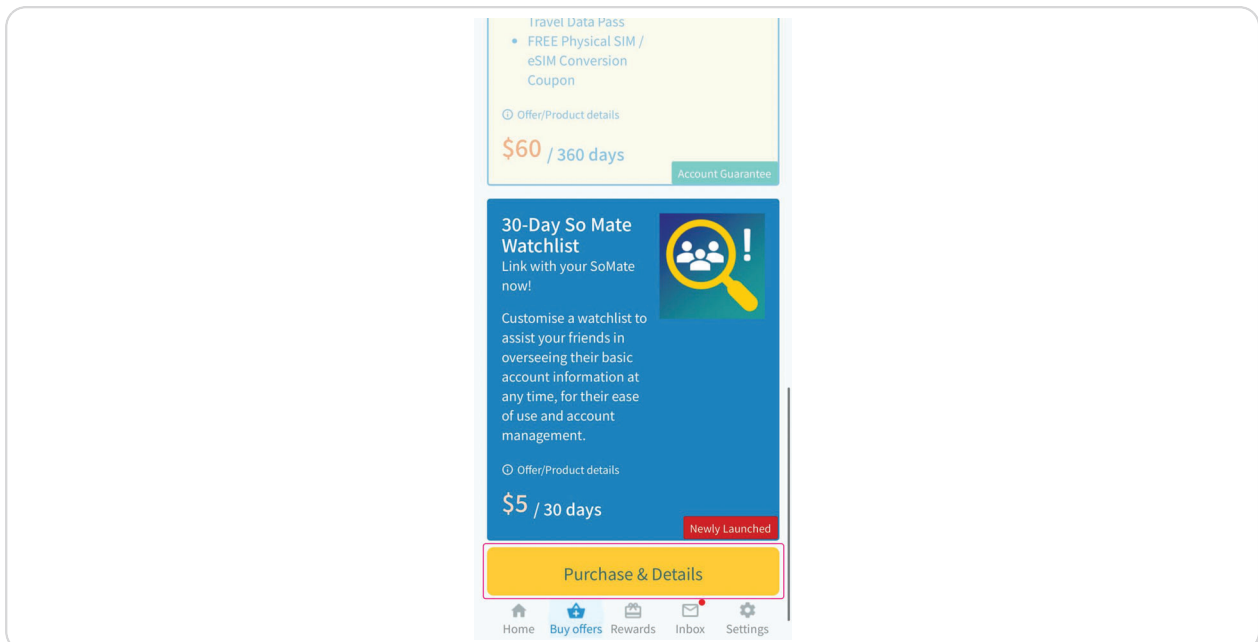 Travel Data Pass
• FREE Physical SIM /
eSIM Conversion
Coupon
Offer/Product details
$60 / 360 days
Account Guarantee
30-Day So Mate
Watchlist
Link with your SoMate
now!
Customise a watchlist to
assist your friends in
overseeing their basic
account information at
any time, for their ease
of use and account
management.
Offer/Product details
$5 / 30 days
Newly Launched
Purchase & Details
Home Buy offers Rewards Inbox Settings